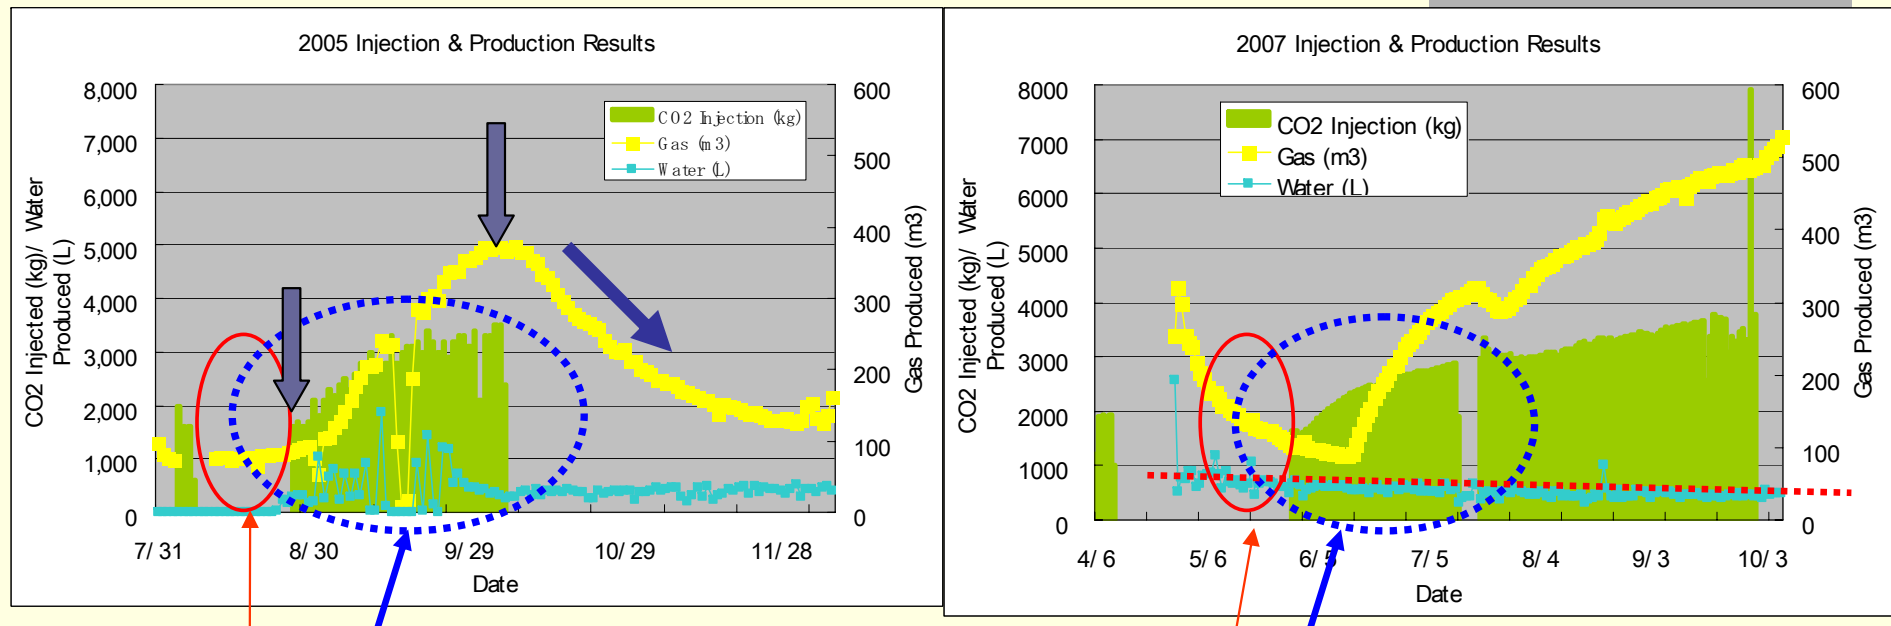 2005 Injection & Production Results
8,000
7,000
6,000
5,000
4,000
3,000
2,000
1,000
0
600
500
400
300
200
100
0
CO2 Injected (kg)/ Water
Produced (L)
Gas Produced (m3)
CO2 Injection (kg)
Gas (m3)
Water (L)
7/ 31
8/ 30
9/ 29
10/ 29
11/ 28
Date
2007 Injection & Production Results
8000
7000
6000
5000
4000
3000
2000
1000
0
600
500
400
300
200
100
0
CO2 Injected (kg)/ Water
Produced (L)
Gas Produced (m3)
CO2 Injection (kg)
Gas (m3)
Water (L)
4/ 6
5/ 6
6/ 5
7/ 5
8/ 4
9/ 3
10/ 3
Date